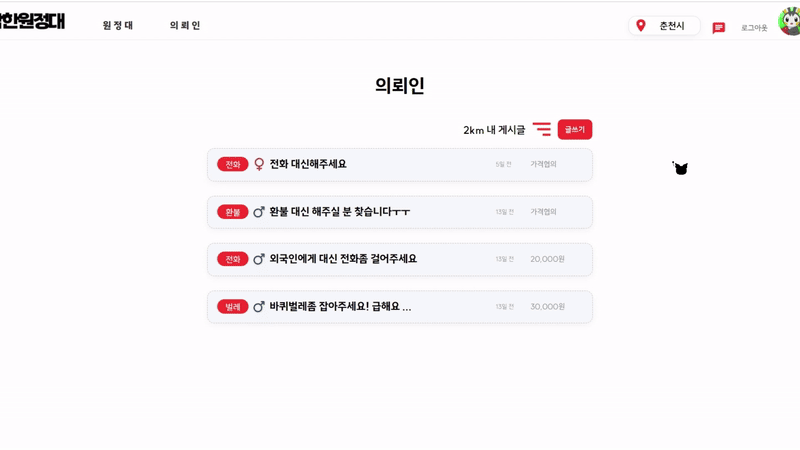 한원정대 원정대 의뢰인 춘천시 로그아웃
의뢰인
2km 내 게시글 글쓰기
전화 전화 대신해주세요 5일 전 가격협의
환불 환불 대신 해주실 분 찾습니다ㅜㅜ 13일 전 가격협의
전화 외국인에게 대신 전화좀 걸어주세요 13일 전 20,000원
벌레 바퀴벌레좀 잡아주세요! 급해요 ... 13일 전 30,000원